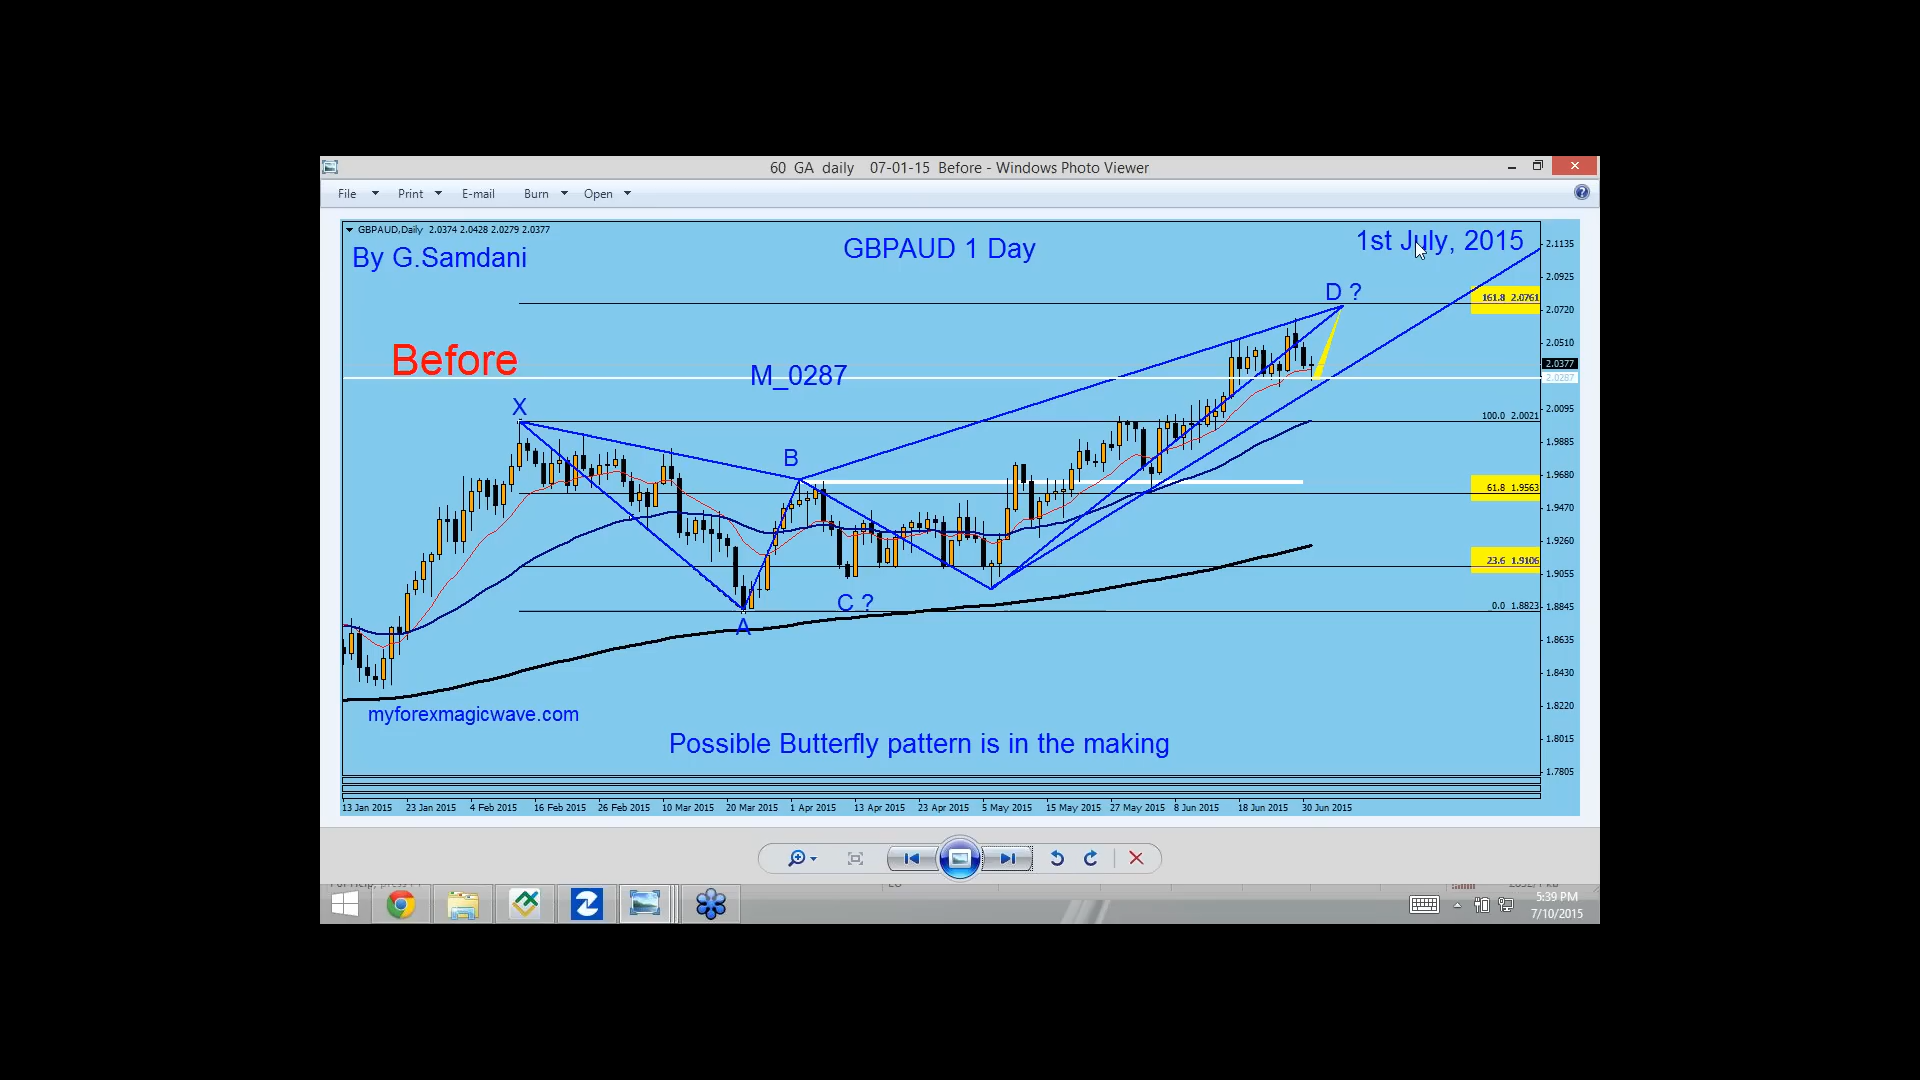 60 GA daily 07-01-15 Before - Windows Photo Viewer
File Print E-mail Burn Open
GBPAUD,Daily 2.0374 2.0428 2.0279 2.0377
By G.Samdani
GBPAUD 1 Day
1st July, 2015
2.1135
2.0925
D ?
161.8 2.0761
2.0720
2.0510
Before
2.0377
M_0287
2.0287
X
2.0095
100.0 2.0021
1.9885
B
1.9680
61.8 1.9563
1.9470
1.9260
23.6 1.9106
1.9055
C ?
0.0 1.8823
1.8845
A
1.8635
1.8430
myforexmagicwave.com
1.8220
Possible Butterfly pattern is in the making
1.8015
1.7805
13 Jan 2015 23 Jan 2015 4 Feb 2015 16 Feb 2015 26 Feb 2015 10 Mar 2015 20 Mar 2015 1 Apr 2015 13 Apr 2015 23 Apr 2015 5 May 2015 15 May 2015 27 May 2015 8 Jun 2015 18 Jun 2015 30 Jun 2015
5:39 PM
7/10/2015